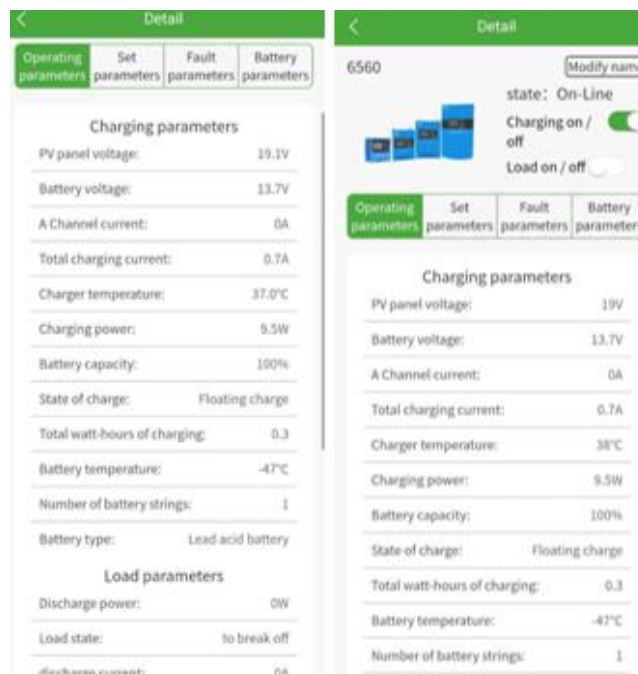 Detail
Operating parameters
Set parameters
Fault parameters
Battery parameters
Charging parameters
PV panel voltage: 19.1V
Battery voltage: 13.7V
A Channel current: 0A
Total charging current: 0.7A
Charger temperature: 37.0°C
Charging power: 9.5W
Battery capacity: 100%
State of charge: Floating charge
Total watt-hours of charging: 0.3
Battery temperature: -47°C
Number of battery strings: 1
Battery type: Lead acid battery
Load parameters
Discharge power: 0W
Load state: to break off
discharge current: 0A
Detail
6560
Modify name
state: On-Line
Charging on /
off
Load on / off
Operating parameters
Set parameters
Fault parameters
Battery parameters
Charging parameters
PV panel voltage: 19V
Battery voltage: 13.7V
A Channel current: 0A
Total charging current: 0.7A
Charger temperature: 38°C
Charging power: 9.5W
Battery capacity: 100%
State of charge: Floating charge
Total watt-hours of charging: 0.3
Battery temperature: -47°C
Number of battery strings: 1